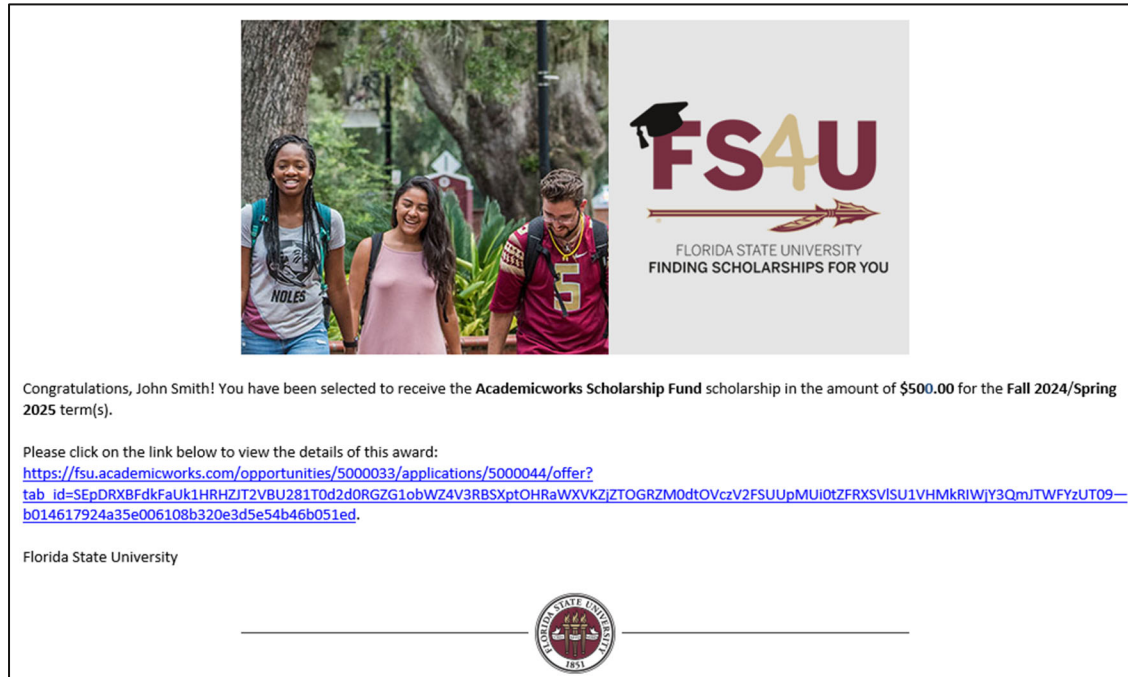 NOLES
5
FS4U
FLORIDA STATE UNIVERSITY
FINDING SCHOLARSHIPS FOR YOU
Congratulations, John Smith! You have been selected to receive the Academicworks Scholarship Fund scholarship in the amount of $500.00 for the Fall 2024/Spring
2025 term(s).
Please click on the link below to view the details of this award:
https://fsu.academicworks.com/opportunities/5000033/applications/5000044/offer?
tab_id=SEpDRXBFdkFaUk1HRHZJT2VBU281T0d2d0RGZG1obWZ4V3RBSXptOHRaWXVKZjZTOGRZM0dtOVczV2FSUUpMUi0tZFRXSVlSU1VHMkRIWjY3QmJTWFYzUT09—
b014617924a35e006108b320e3d5e54b46b051ed.
Florida State University
FLORIDA STATE UNIVERSITY
1851